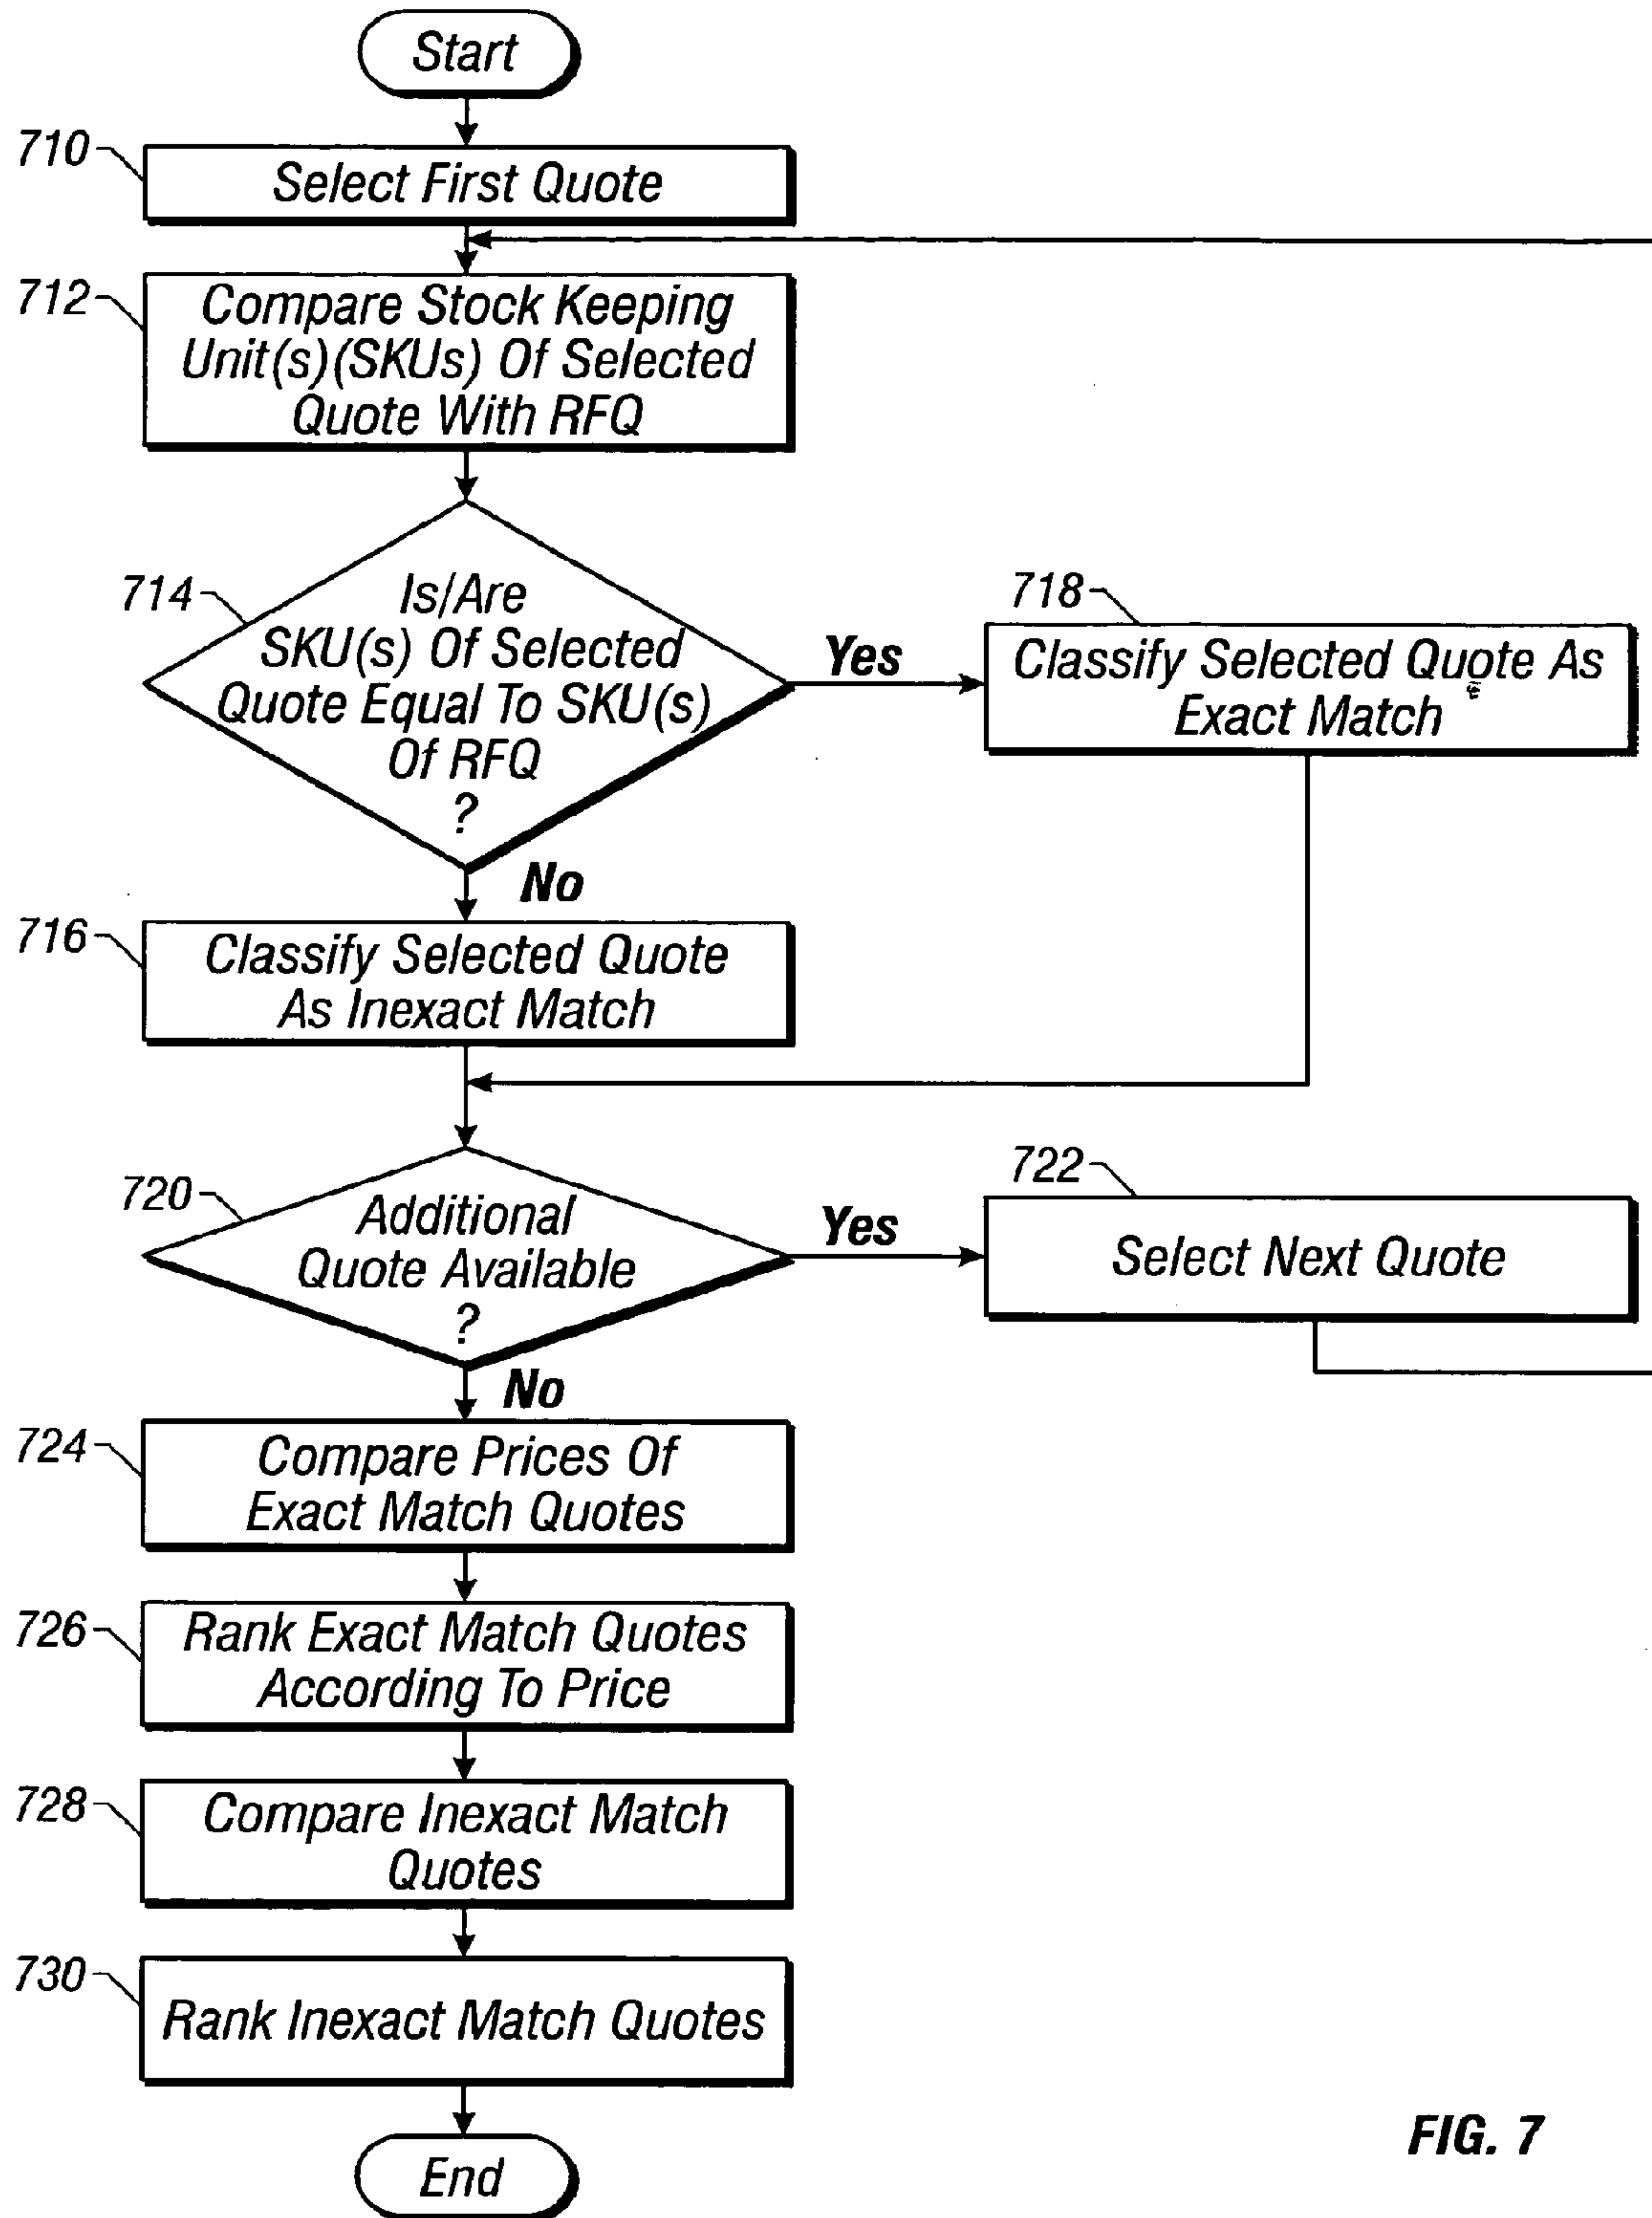 Start
710
Select First Quote
712
Compare Stock Keeping
Unit(s)(SKUs) Of Selected
Quote With RFQ
714
Is/Are
SKU(s) Of Selected
Quote Equal To SKU(s)
Of RFQ
?
Yes
718
Classify Selected Quote As
Exact Match
No
716
Classify Selected Quote
As Inexact Match
720
Additional
Quote Available
?
Yes
722
Select Next Quote
No
724
Compare Prices Of
Exact Match Quotes
726
Rank Exact Match Quotes
According To Price
728
Compare Inexact Match
Quotes
730
Rank Inexact Match Quotes
End
FIG. 7